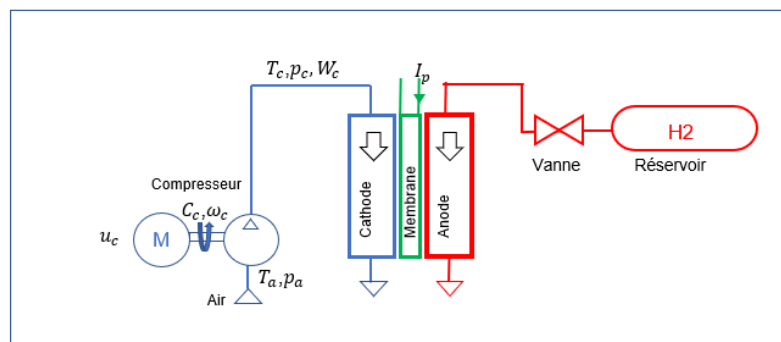 T_c, p_c, W_c
I_p
H2
Vanne
Réservoir
Compresseur
C_c, ω_c
u_c
M
Cathode
Membrane
Anode
T_a, p_a
Air